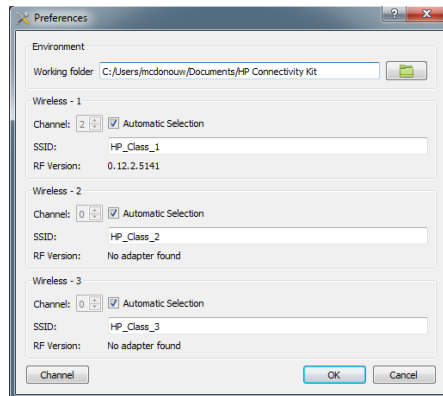 Preferences
Environment
Working folder C:/Users/mcdonouw/Documents/HP Connectivity Kit
Wireless - 1
Channel: 2 Automatic Selection
SSID: HP_Class_1
RF Version: 0.12.2.5141
Wireless - 2
Channel: 0 Automatic Selection
SSID: HP_Class_2
RF Version: No adapter found
Wireless - 3
Channel: 0 Automatic Selection
SSID: HP_Class_3
RF Version: No adapter found
Channel OK Cancel